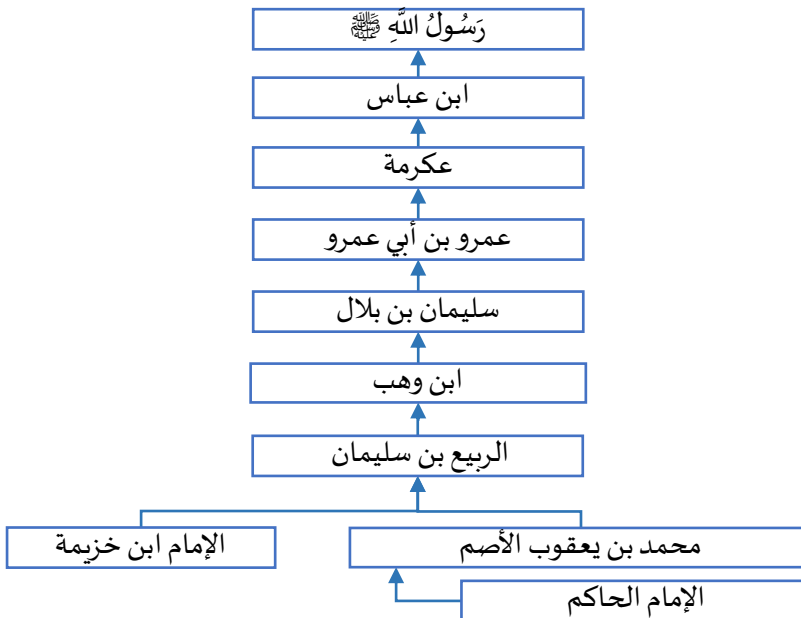 رَسُولُ اللَّهِ ﷺ
ابن عباس
عكرمة
عمرو بن أبي عمرو
سليمان بن بلال
ابن وهب
الربيع بن سليمان
محمد بن يعقوب الأصم
الإمام ابن خزيمة
الإمام الحاكم